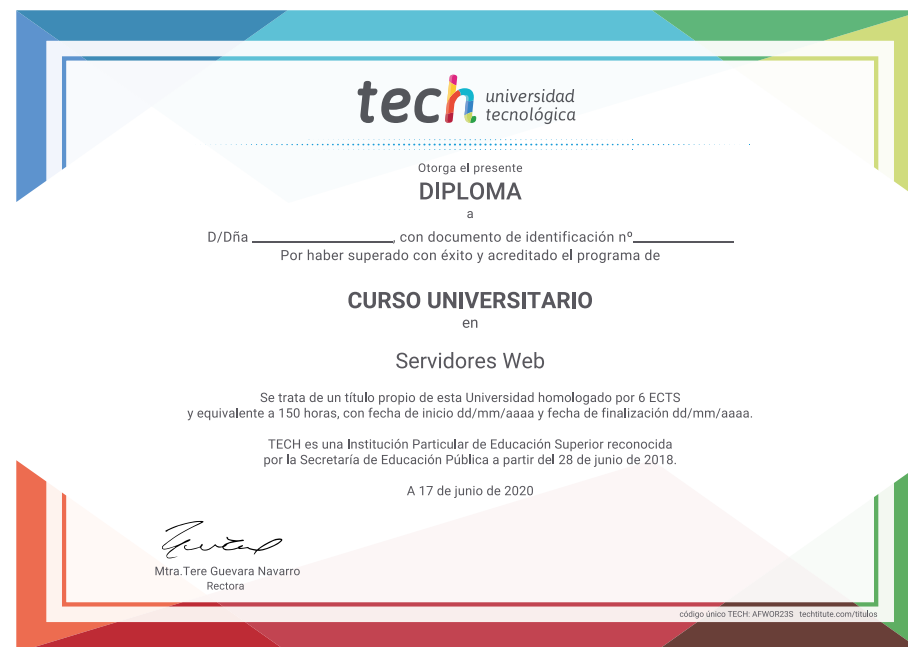 tech universidad
tecnológica
Otorga el presente
DIPLOMA
a
D/Dña ____________________, con documento de identificación nº______________
Por haber superado con éxito y acreditado el programa de
CURSO UNIVERSITARIO
en
Servidores Web
Se trata de un título propio de esta Universidad homologado por 6 ECTS
y equivalente a 150 horas, con fecha de inicio dd/mm/aaaa y fecha de finalización dd/mm/aaaa.
TECH es una Institución Particular de Educación Superior reconocida
por la Secretaría de Educación Pública a partir del 28 de junio de 2018.
A 17 de junio de 2020
Mtra.Tere Guevara Navarro
Rectora
código único TECH: AFWOR23S techtitute.com/titulos